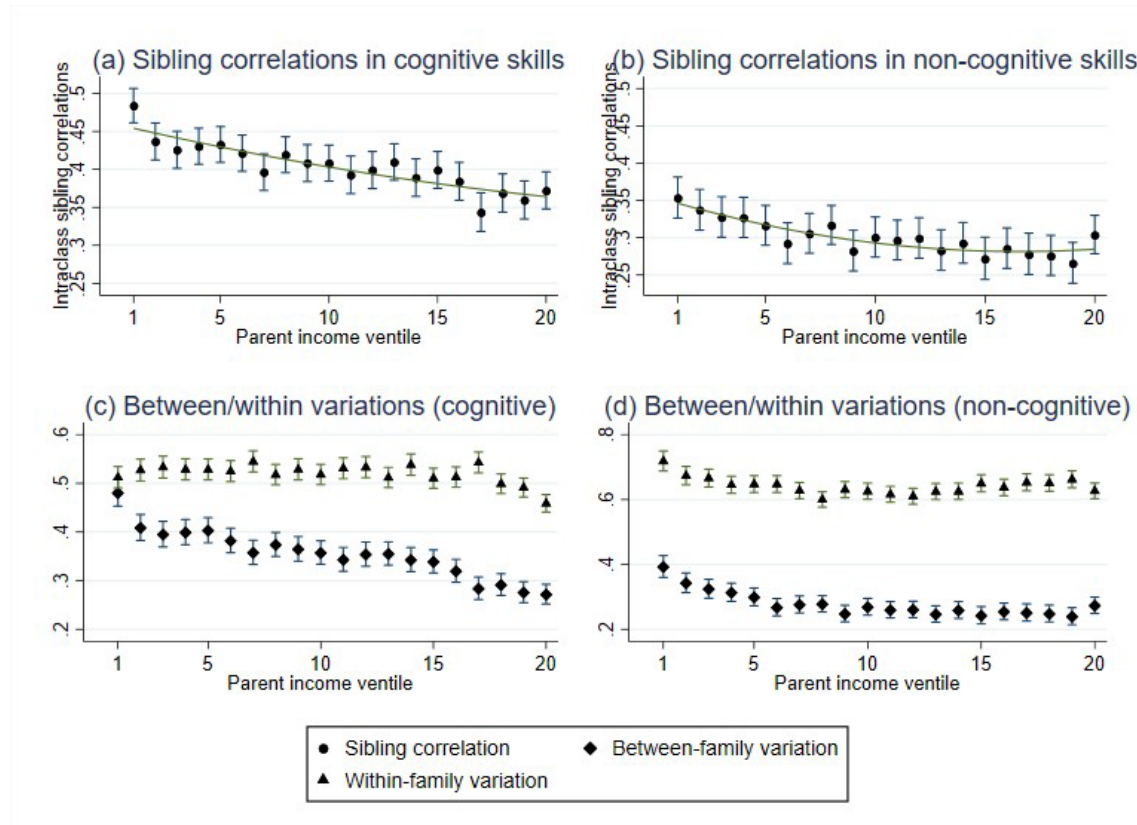 (a) Sibling correlations in cognitive skills
Intraclass sibling correlations
.5
.45
.4
.35
.3
.25
1 5 10 15 20
Parent income ventile
(b) Sibling correlations in non-cognitive skills
Intraclass sibling correlations
.5
.45
.4
.35
.3
.25
1 5 10 15 20
Parent income ventile
(c) Between/within variations (cognitive)
.6
.5
.4
.3
.2
1 5 10 15 20
Parent income ventile
(d) Between/within variations (non-cognitive)
.8
.6
.4
.2
1 5 10 15 20
Parent income ventile
Sibling correlation
Between-family variation
Within-family variation